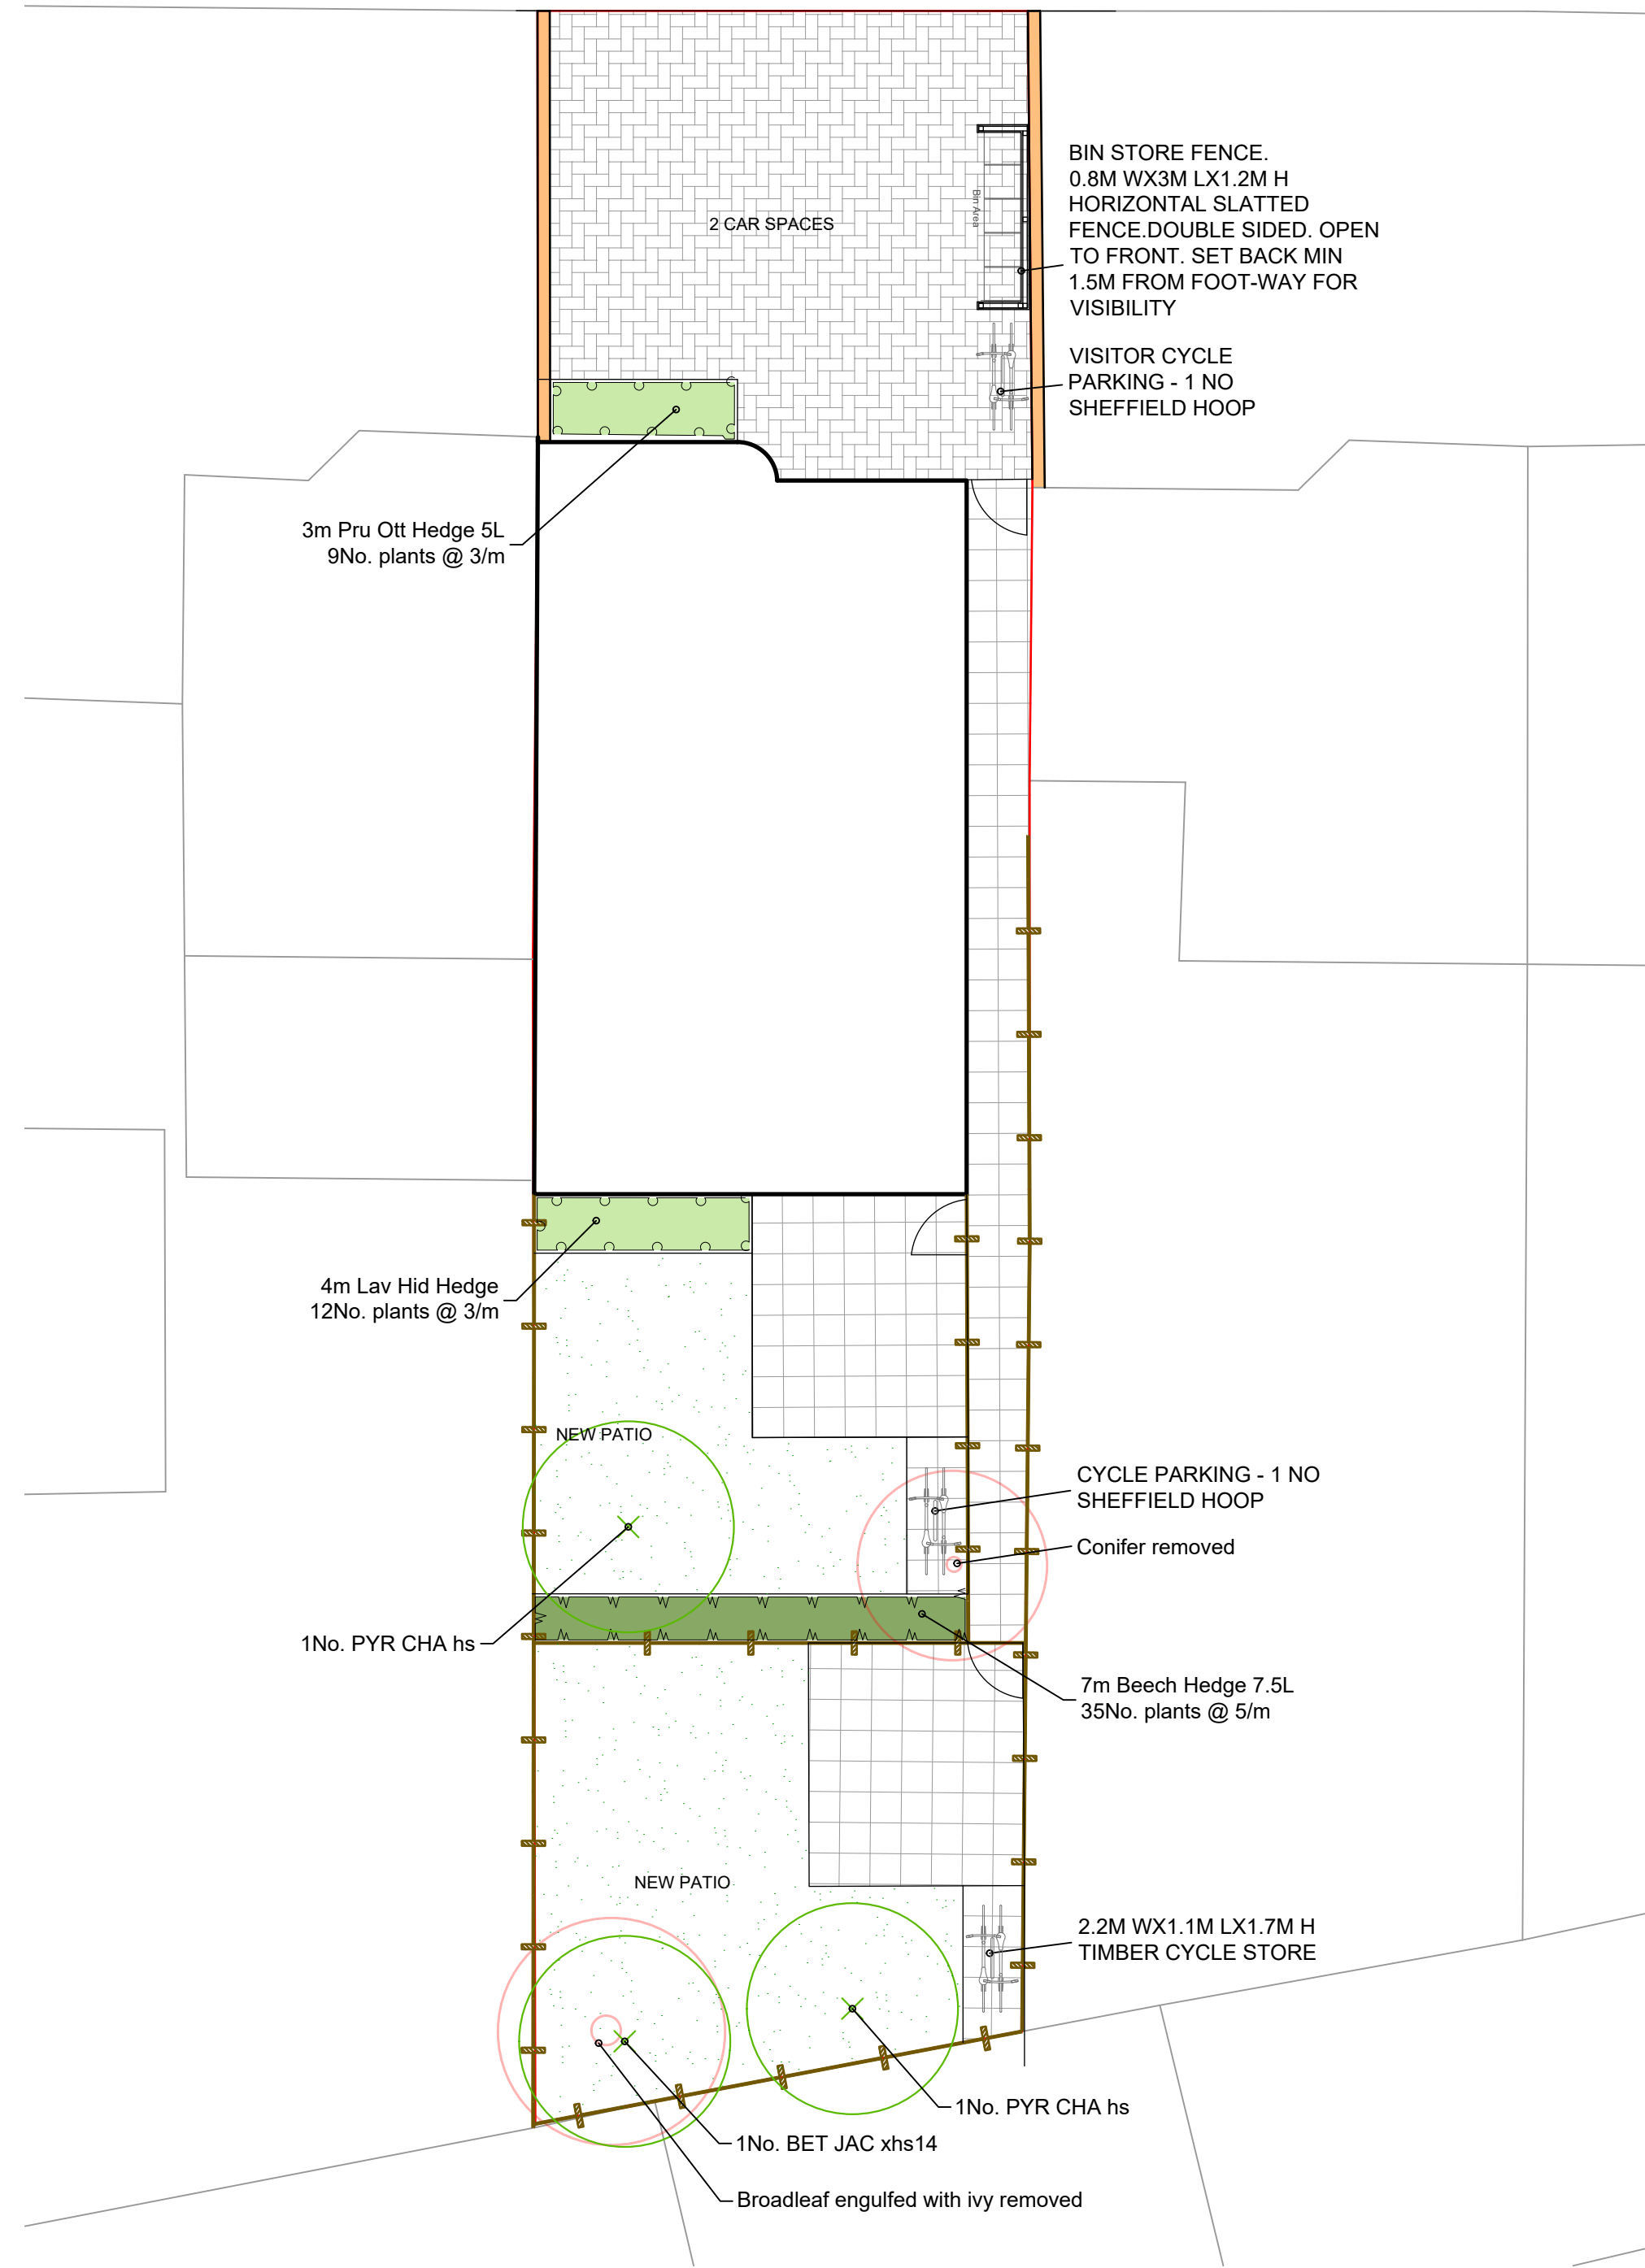 BIN STORE FENCE.
0.8M WX3M LX1.2M H
HORIZONTAL SLATTED
FENCE.DOUBLE SIDED. OPEN
TO FRONT. SET BACK MIN
1.5M FROM FOOT-WAY FOR
VISIBILITY
Bin Area
2 CAR SPACES
VISITOR CYCLE
PARKING - 1 NO
SHEFFIELD HOOP
3m Pru Ott Hedge 5L
9No. plants @ 3/m
4m Lav Hid Hedge
12No. plants @ 3/m
NEW PATIO
CYCLE PARKING - 1 NO
SHEFFIELD HOOP
Conifer removed
1No. PYR CHA hs
7m Beech Hedge 7.5L
35No. plants @ 5/m
NEW PATIO
2.2M WX1.1M LX1.7M H
TIMBER CYCLE STORE
1No. PYR CHA hs
1No. BET JAC xhs14
Broadleaf engulfed with ivy removed